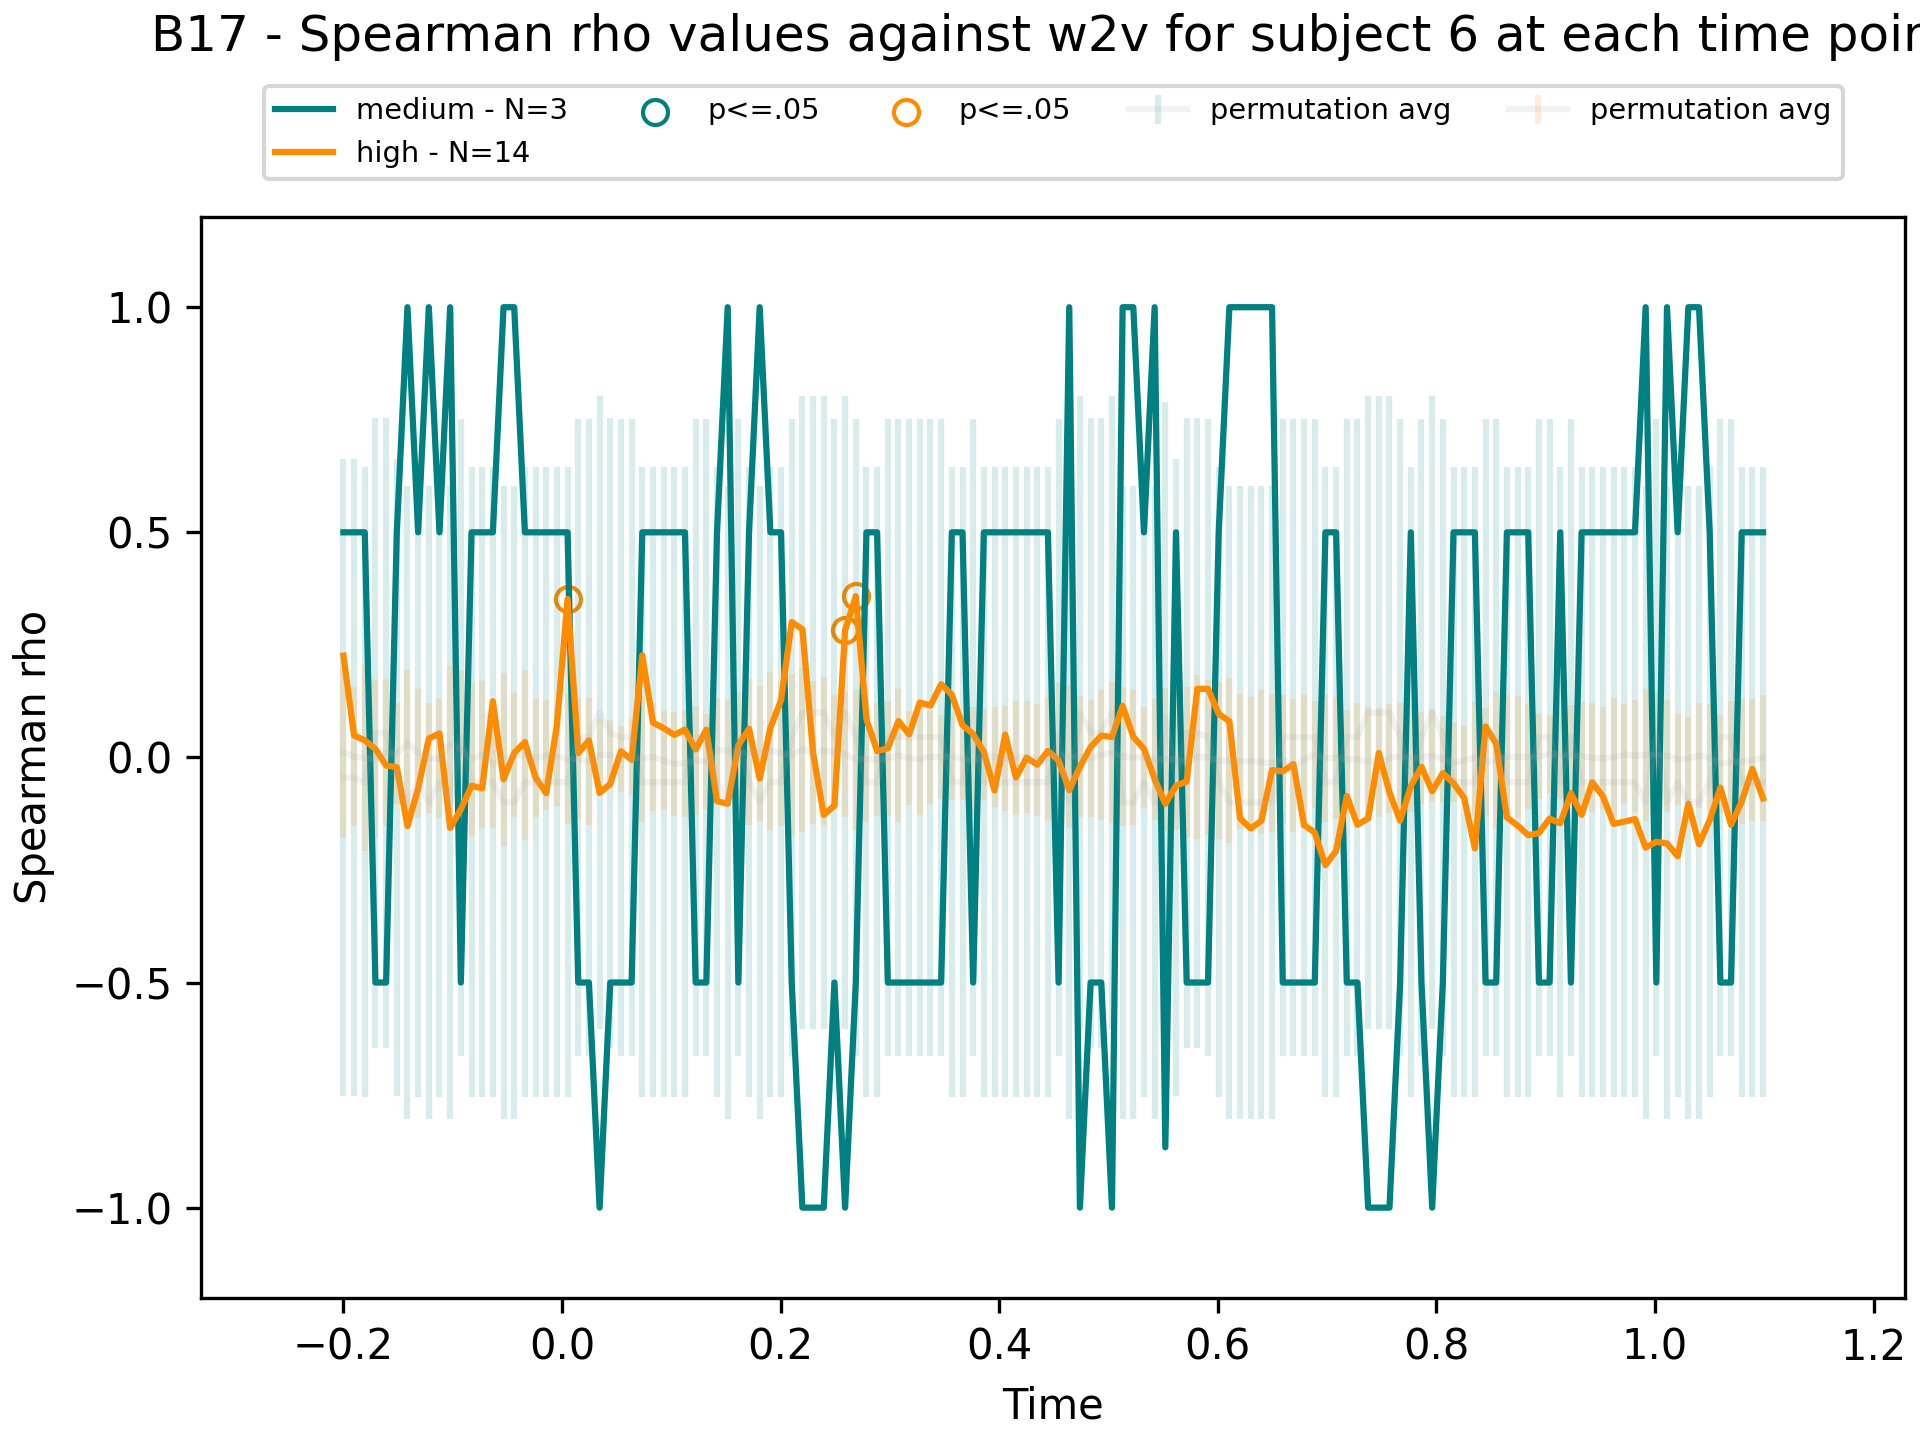 B17 - Spearman rho values against w2v for subject 6 at each time poin
medium - N=3
high - N=14
p<=.05
p<=.05
permutation avg
permutation avg
Spearman rho
1.0
0.5
0.0
−0.5
−1.0
−0.2 0.0 0.2 0.4 0.6 0.8 1.0 1.2
Time